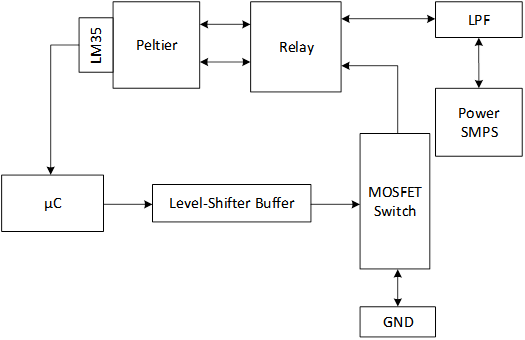 LM35
Peltier
Relay
LPF
Power
SMPS
µC
Level-Shifter Buffer
MOSFET
Switch
GND